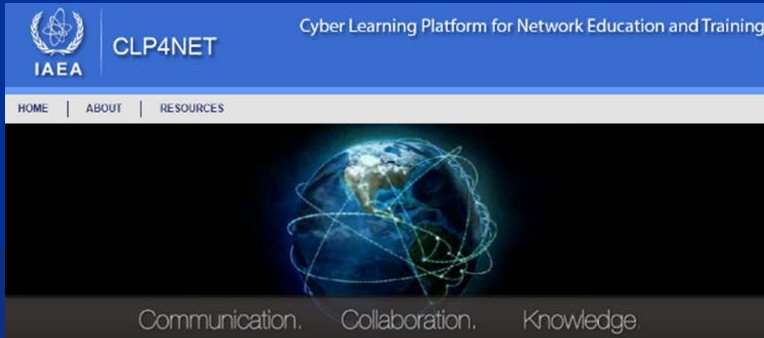 Cyber Learning Platform for Network Education and Training
CLP4NET
IAEA
HOME | ABOUT | RESOURCES
Communication. Collaboration. Knowledge.